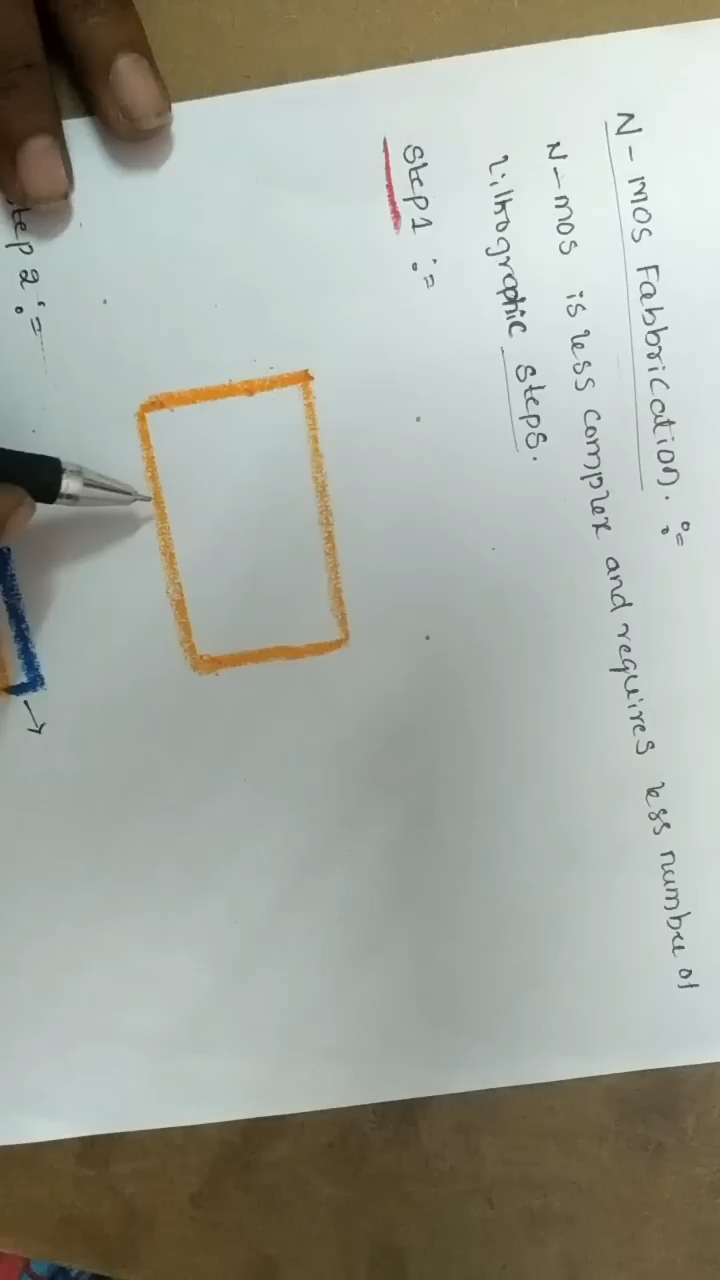 N-mos Fabbrication. :=
N-mos is less complex and requires less number of
Lithographic steps.
Step1 :=
tep 2 :=